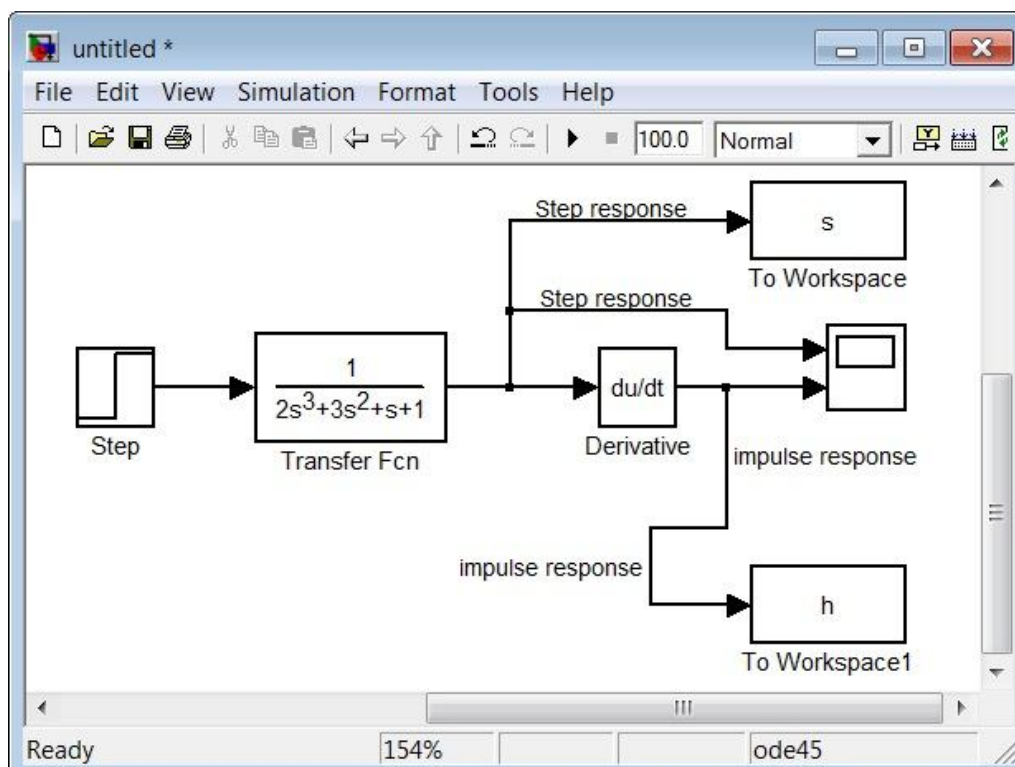 untitled *
File Edit View Simulation Format Tools Help
100.0 Normal
Step response
s
To Workspace
Step response
1
2s³+3s²+s+1
du/dt
Step
Transfer Fcn
Derivative
impulse response
impulse response
h
To Workspace1
Ready 154% ode45